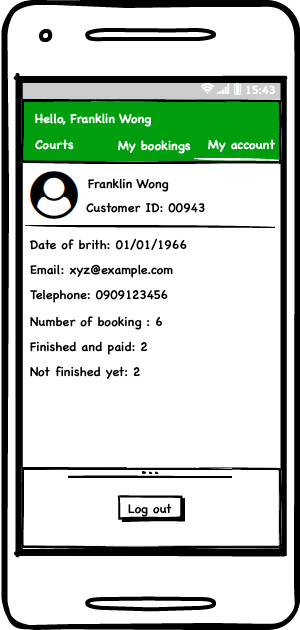 15:43
Hello, Franklin Wong
Courts My bookings My account
Franklin Wong
Customer ID: 00943
Date of brith: 01/01/1966
Email: xyz@example.com
Telephone: 0909123456
Number of booking : 6
Finished and paid: 2
Not finished yet: 2
Log out